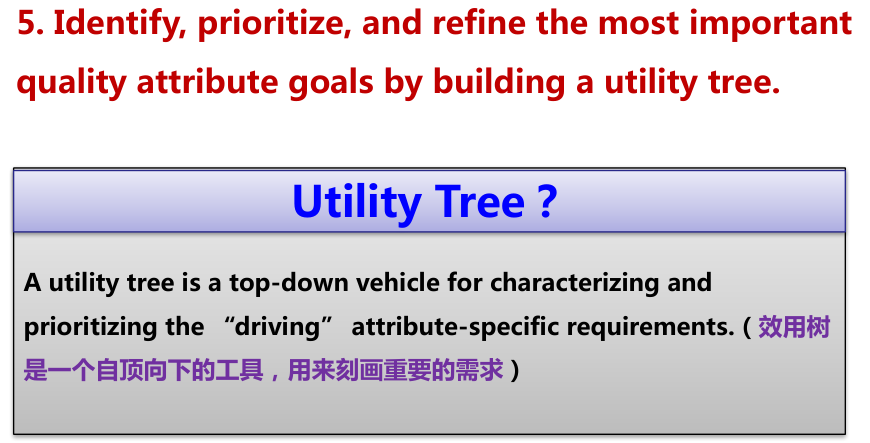 5. Identify, prioritize, and refine the most important
quality attribute goals by building a utility tree.
Utility Tree？
A utility tree is a top-down vehicle for characterizing and
prioritizing the “driving” attribute-specific requirements.（效用树
是一个自顶向下的工具，用来刻画重要的需求）